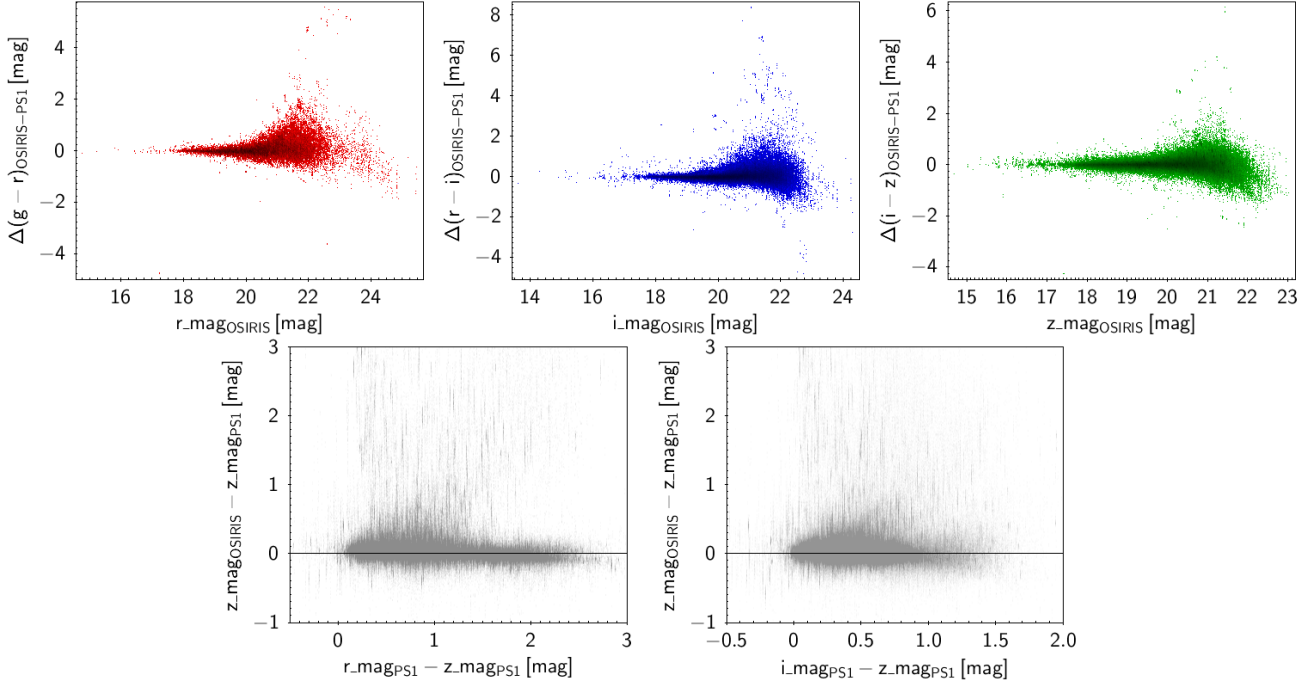 Δ(g − r)OSIRIS−PS1 [mag]
4
2
0
−2
−4
16 18 20 22 24
r_magOSIRIS [mag]
Δ(r − i)OSIRIS−PS1 [mag]
8
6
4
2
0
−2
−4
14 16 18 20 22 24
i_magOSIRIS [mag]
Δ(i − z)OSIRIS−PS1 [mag]
6
4
2
0
−2
−4
15 16 17 18 19 20 21 22 23
z_magOSIRIS [mag]
z_magOSIRIS − z_magPS1 [mag]
3
2
1
0
−1
0 1 2 3
r_magPS1 − z_magPS1 [mag]
z_magOSIRIS − z_magPS1 [mag]
3
2
1
0
−1
−0.5 0 0.5 1.0 1.5 2.0
i_magPS1 − z_magPS1 [mag]